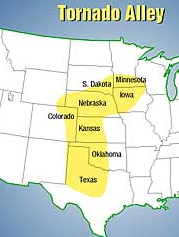 Tornado Alley
S. Dakota
Minnesota
Nebraska
Iowa
Colorado
Kansas
Oklahoma
Texas